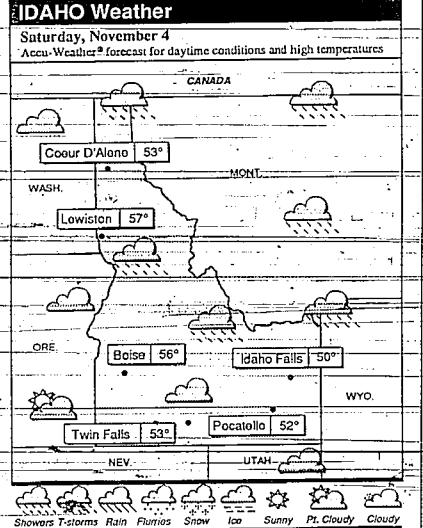 IDAHO Weather
Saturday, November 4
Accu-Weather® forecast for daytime conditions and high temperatures
CANADA
Coeur D'Alene 53°
MONT.
WASH.
Lewiston 57°
ORE.
Boise 56°
Idaho Falls 50°
WYO.
Twin Falls 53°
Pocatello 52°
NEV.
UTAH
Showers T-storms Rain Flurries Snow Ice Sunny Pt. Cloudy Cloudy